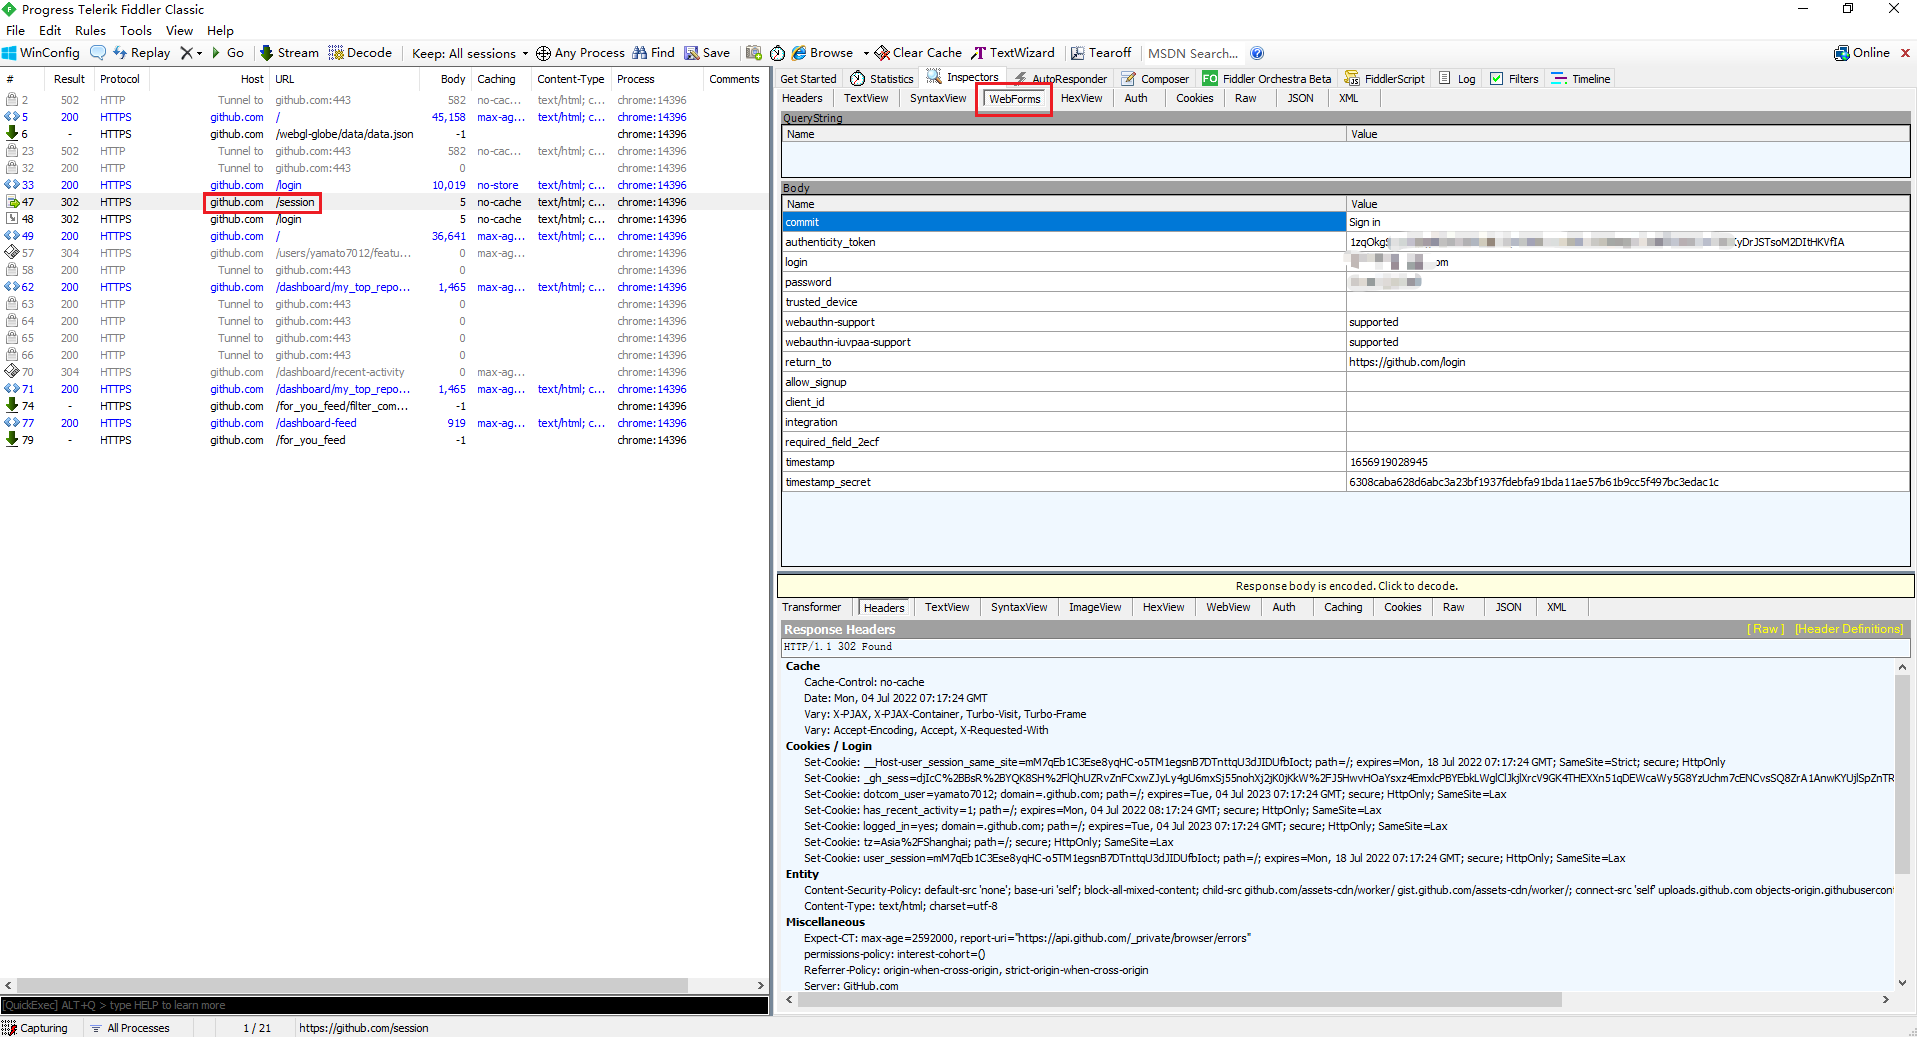 Progress Telerik Fiddler Classic
File Edit Rules Tools View Help
WinConfig Replay Go Stream Decode Keep: All sessions Any Process Find Save Browse Clear Cache TextWizard Tearoff MSDN Search... Online
# Result Protocol Host URL Body Caching Content-Type Process Comments
2 502 HTTP Tunnel to github.com:443 582 no-cac... text/html; c... chrome:14396
5 200 HTTPS github.com / 45,158 max-ag... text/html; c... chrome:14396
6 - HTTPS github.com /webgl-globe/data/data.json -1 chrome:14396
23 502 HTTP Tunnel to github.com:443 582 no-cac... text/html; c... chrome:14396
32 200 HTTP Tunnel to github.com:443 0 chrome:14396
33 200 HTTPS github.com /login 10,019 no-store text/html; c... chrome:14396
47 302 HTTPS github.com /session 5 no-cache text/html; c... chrome:14396
48 302 HTTPS github.com /login 5 no-cache text/html; c... chrome:14396
49 200 HTTPS github.com / 36,641 max-ag... text/html; c... chrome:14396
57 304 HTTPS github.com /users/yamato7012/featu... 0 max-ag... chrome:14396
58 200 HTTP Tunnel to github.com:443 0 chrome:14396
62 200 HTTPS github.com /dashboard/my_top_repo... 1,465 max-ag... text/html; c... chrome:14396
63 200 HTTP Tunnel to github.com:443 0 chrome:14396
64 200 HTTP Tunnel to github.com:443 0 chrome:14396
65 200 HTTP Tunnel to github.com:443 0 chrome:14396
66 200 HTTP Tunnel to github.com:443 0 chrome:14396
70 304 HTTPS github.com /dashboard/recent-activity 0 max-ag... chrome:14396
71 200 HTTPS github.com /dashboard/my_top_repo... 1,465 max-ag... text/html; c... chrome:14396
74 - HTTPS github.com /for_you_feed/filter_com... -1 chrome:14396
77 200 HTTPS github.com /dashboard-feed 919 max-ag... text/html; c... chrome:14396
79 - HTTPS github.com /for_you_feed -1 chrome:14396
[QuickExec] ALT+Q > type HELP to learn more
Capturing All Processes 1 / 21 https://github.com/session
Get Started Statistics Inspectors AutoResponder Composer FO Fiddler Orchestra Beta FiddlerScript Log Filters Timeline
Headers TextView SyntaxView WebForms HexView Auth Cookies Raw JSON XML
QueryString
Name Value
Body
Name Value
commit Sign in
authenticity_token
login
password
trusted_device
webauthn-support supported
webauthn-iuvpaa-support supported
return_to https://github.com/login
allow_signup
client_id
integration
required_field_2ecf
timestamp 1656919028945
timestamp_secret 6308caba628d6abc3a23bf1937fdebfa91bda11ae57b61b9cc5f497bc3edac1c
Response body is encoded. Click to decode.
Transformer Headers TextView SyntaxView ImageView HexView WebView Auth Caching Cookies Raw JSON XML
Response Headers [ Raw ] [Header Definitions]
HTTP/1.1 302 Found
Cache
Cache-Control: no-cache
Date: Mon, 04 Jul 2022 07:17:24 GMT
Vary: X-PJAX, X-PJAX-Container, Turbo-Visit, Turbo-Frame
Vary: Accept-Encoding, Accept, X-Requested-With
Cookies / Login
Set-Cookie: path=/; expires=Mon, 18 Jul 2022 07:17:24 GMT; SameSite=Strict; secure; HttpOnly
Set-Cookie:
Set-Cookie: dotcom_user=yamato7012; domain=.github.com; path=/; expires=Tue, 04 Jul 2023 07:17:24 GMT; secure; HttpOnly; SameSite=Lax
Set-Cookie: has_recent_activity=1; path=/; expires=Mon, 04 Jul 2022 08:17:24 GMT; secure; HttpOnly; SameSite=Lax
Set-Cookie: logged_in=yes; domain=.github.com; path=/; expires=Tue, 04 Jul 2023 07:17:24 GMT; secure; HttpOnly; SameSite=Lax
Set-Cookie: tz=Asia%2FShanghai; path=/; secure; HttpOnly; SameSite=Lax
Set-Cookie: path=/; expires=Mon, 18 Jul 2022 07:17:24 GMT; secure; HttpOnly; SameSite=Lax
Entity
Content-Security-Policy: default-src 'none'; base-uri 'self'; block-all-mixed-content; child-src github.com/assets-cdn/worker/ gist.github.com/assets-cdn/worker/; connect-src 'self' uploads.github.com objects-origin.githubusercont
Content-Type: text/html; charset=utf-8
Miscellaneous
Expect-CT: max-age=2592000, report-uri="https://api.github.com/_private/browser/errors"
permissions-policy: interest-cohort=()
Referrer-Policy: origin-when-cross-origin, strict-origin-when-cross-origin
Server: GitHub.com